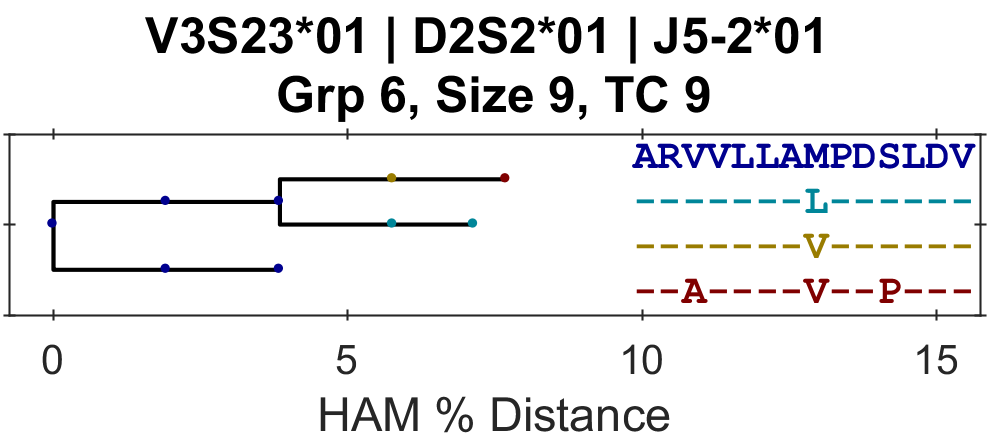 V3S23*01 | D2S2*01 | J5-2*01
Grp 6, Size 9, TC 9
ARVVLLAMPDSLDV
-------L------
-------V------
--A----V--P---
0 5 10 15
HAM % Distance